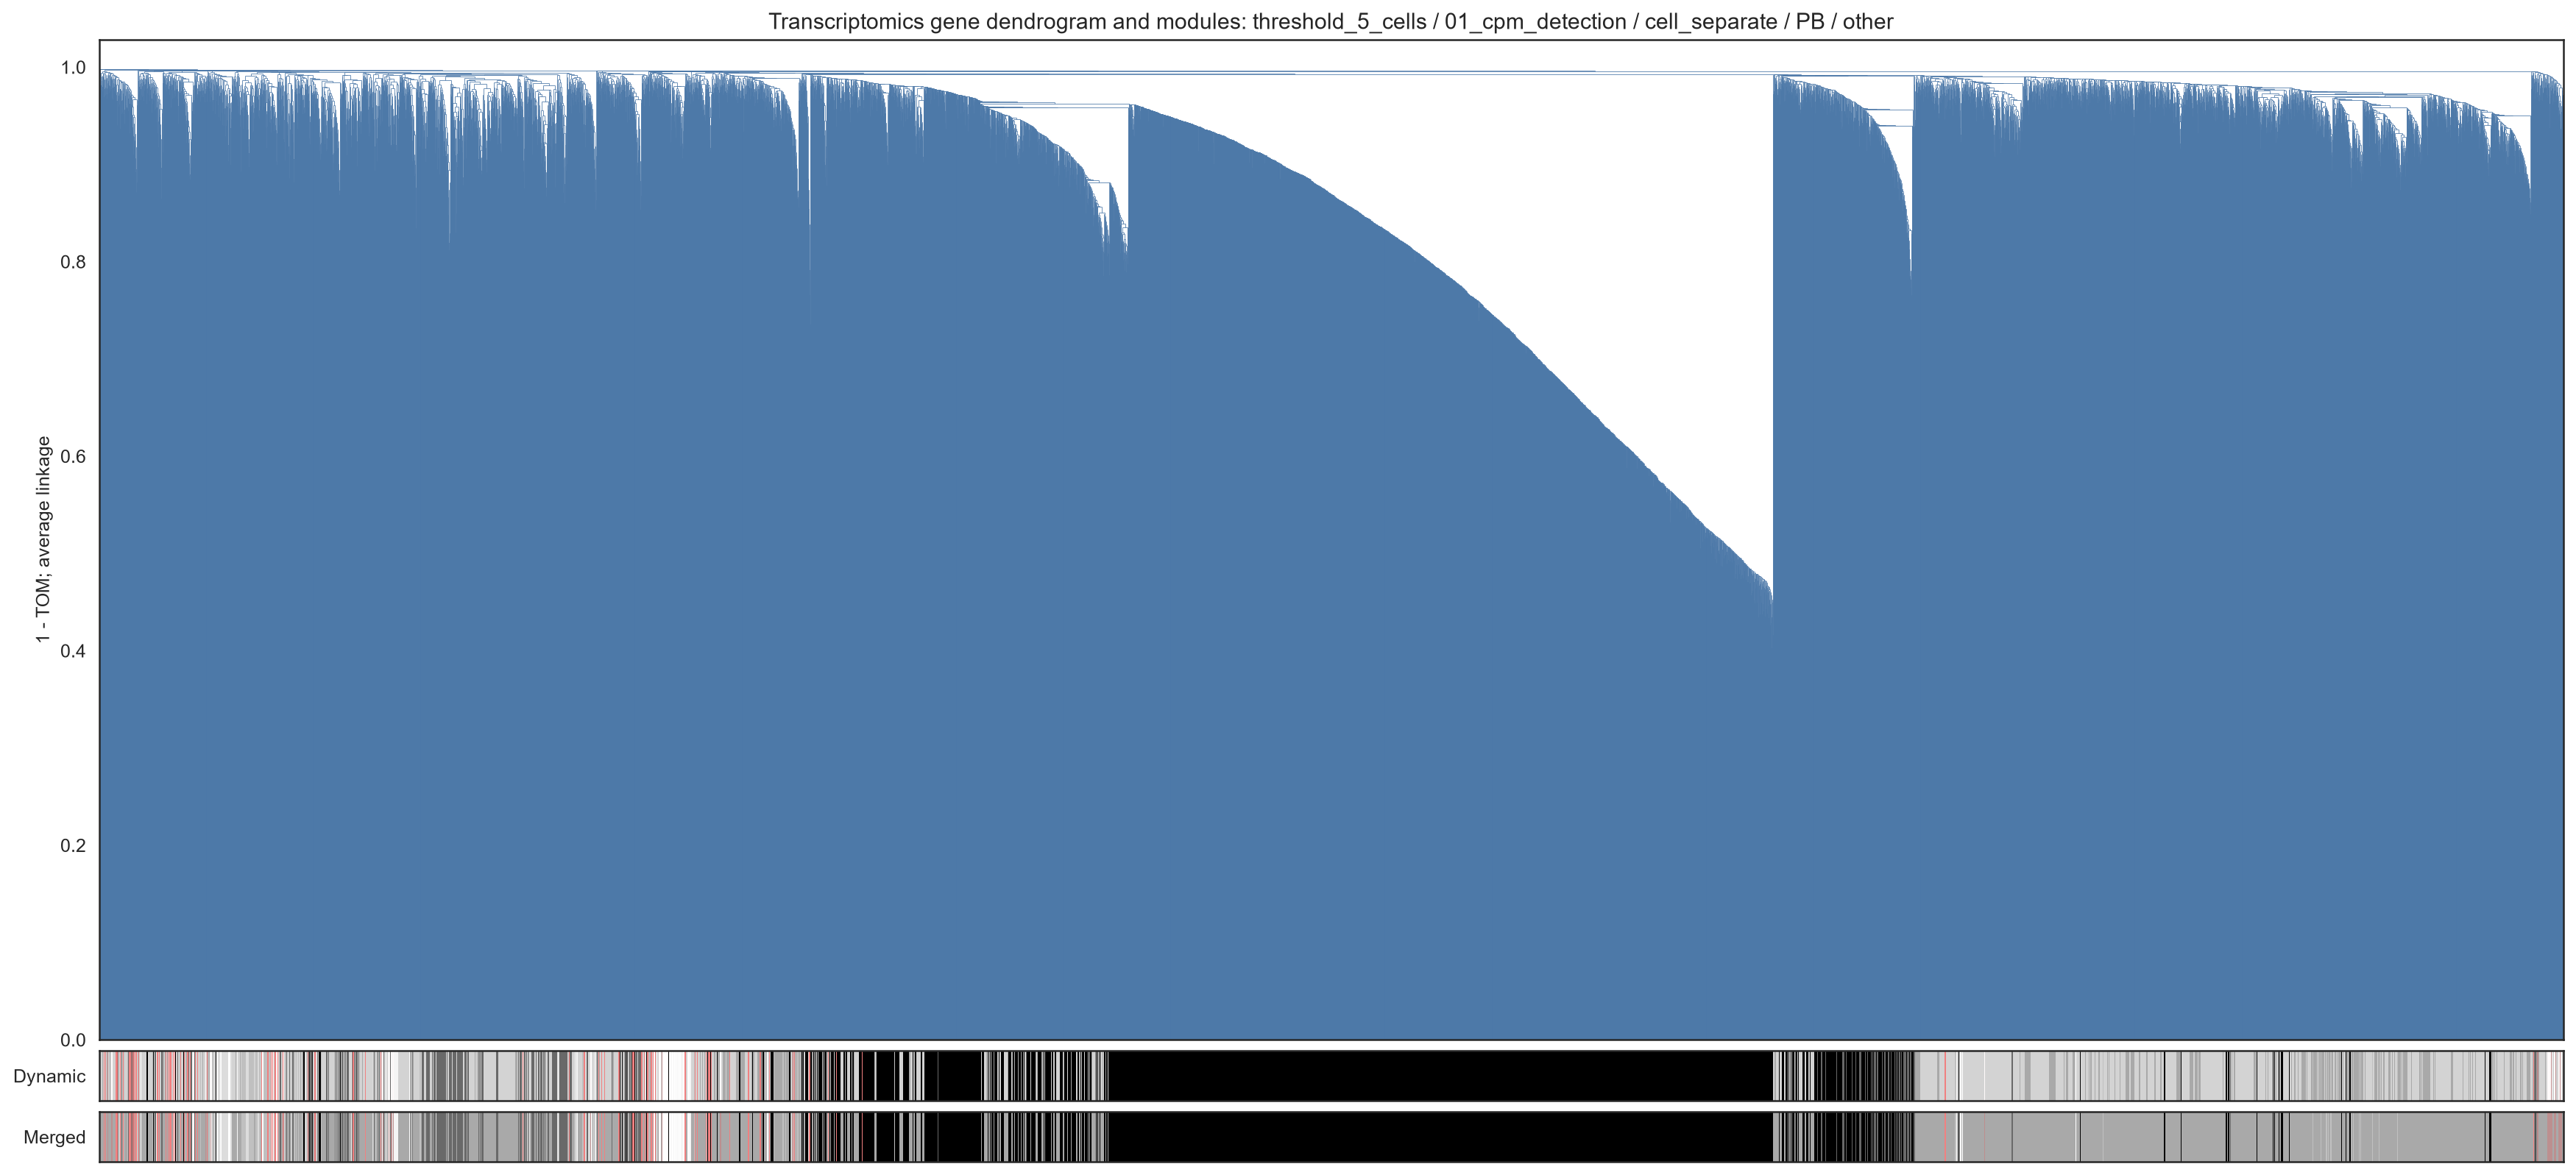 Transcriptomics gene dendrogram and modules: threshold_5_cells / 01_cpm_detection / cell_separate / PB / other
1.0
0.8
0.6
0.4
0.2
0.0
1 - TOM; average linkage
Dynamic
Merged